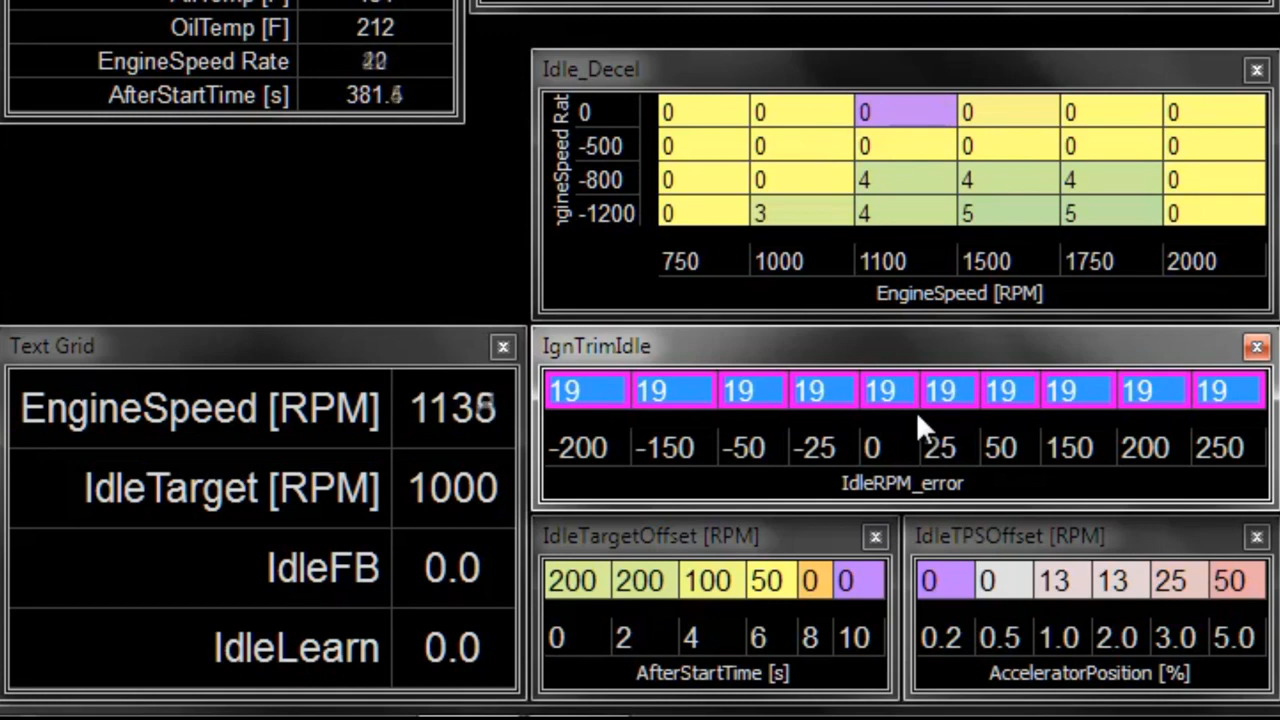 OilTemp [F] 212
EngineSpeed Rate
AfterStartTime [s] 381.
Idle_Decel
0 0 0 0 0 0 0
-500 0 0 0 0 0 0
-800 0 0 4 4 4 0
-1200 0 3 4 5 5 0
750 1000 1100 1500 1750 2000
EngineSpeed [RPM]
Text Grid
EngineSpeed [RPM]
IdleTarget [RPM] 1000
IdleFB 0.0
IdleLearn 0.0
IgnTrimIdle
19 19 19 19 19 19 19 19 19 19
-200 -150 -50 -25 0 25 50 150 200 250
IdleRPM_error
IdleTargetOffset [RPM]
200 200 100 50 0 0
0 2 4 6 8 10
AfterStartTime [s]
IdleTPSOffset [RPM]
0 0 13 13 25 50
0.2 0.5 1.0 2.0 3.0 5.0
AcceleratorPosition [%]